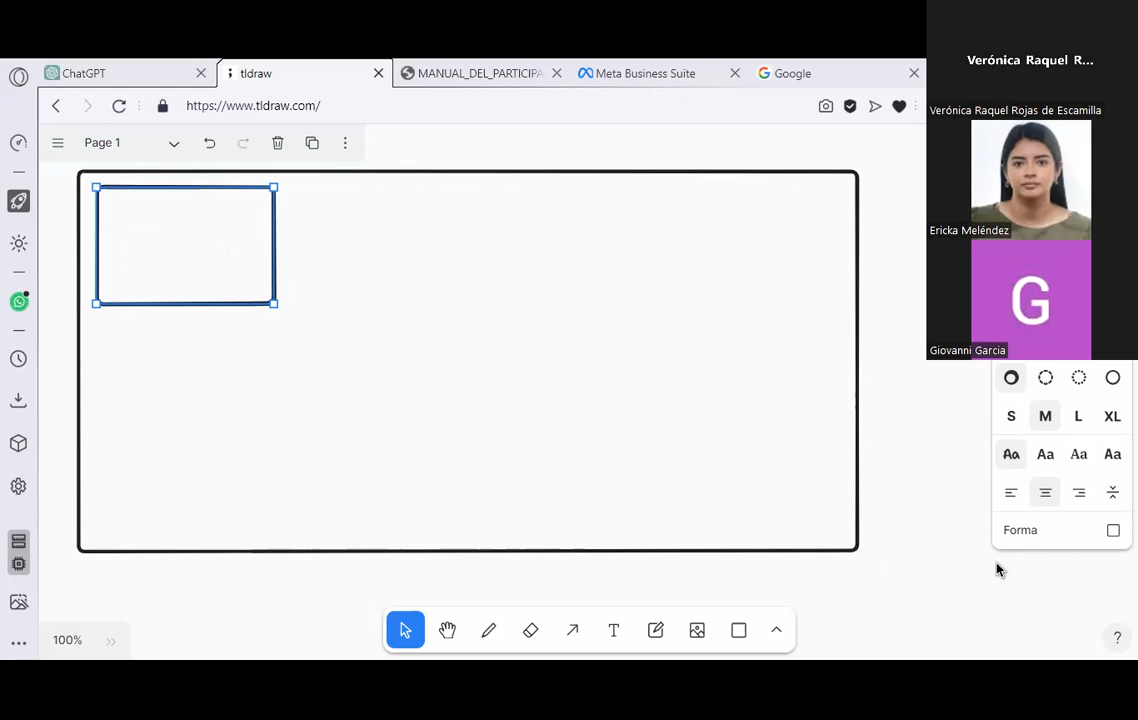 Verónica Raquel R...
ChatGPT
tldraw
MANUAL_DEL_PARTICIPA
Meta Business Suite
Google
https://www.tldraw.com/
Verónica Raquel Rojas de Escamilla
Page 1
Ericka Meléndez
G
Giovanni Garcia
S M L XL
Aa Aa Aa Aa
Forma
T
100%
?